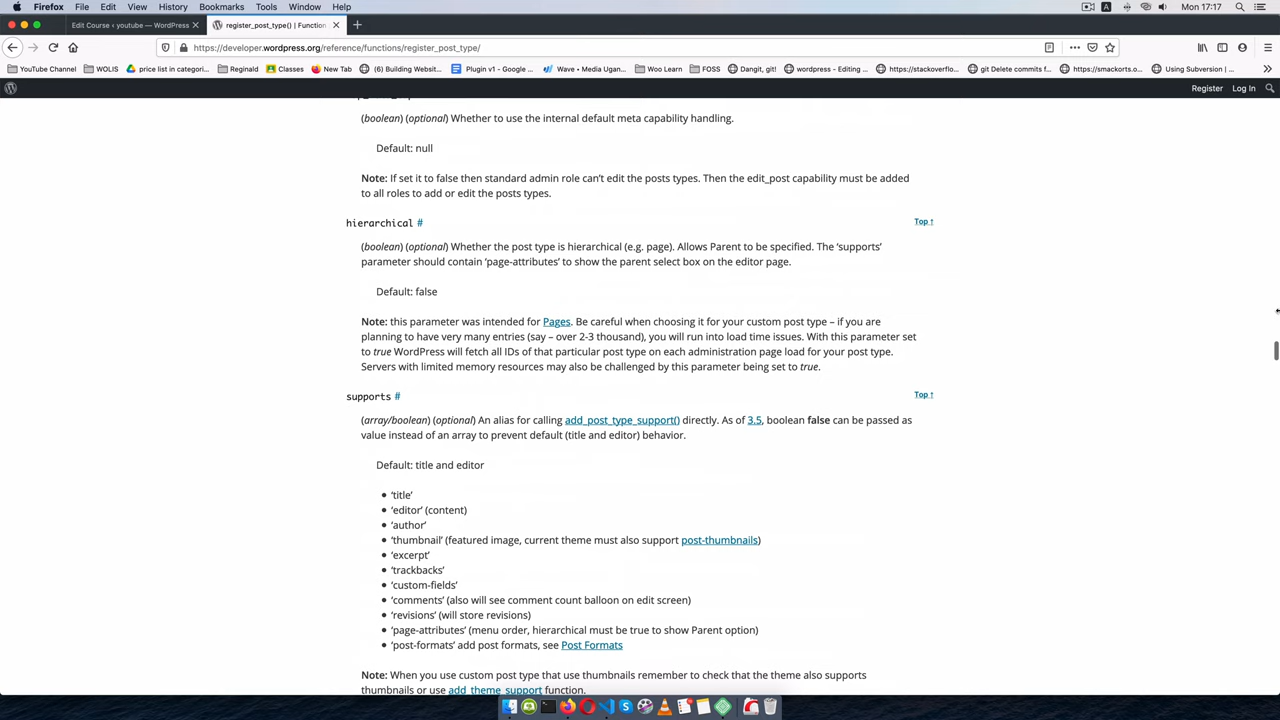 Firefox File Edit View History Bookmarks Tools Window Help Mon 17:17
Edit Course ‹ youtube — WordPress register_post_type() | Function
https://developer.wordpress.org/reference/functions/register_post_type/
YouTube Channel WOLIS price list in categori... Reginald Classes New Tab (6) Building Websit... Plugin v1 - Google ... Wave • Media Ugan... Woo Learn FOSS Dangit, git! wordpress - Editing ... https://stackoverflo... git Delete commits f... https://smackorts.o... Using Subversion | ...
Register Log In
(boolean) (optional) Whether to use the internal default meta capability handling.
Default: null
Note: If set it to false then standard admin role can't edit the posts types. Then the edit_post capability must be added
to all roles to add or edit the posts types.
hierarchical # Top ↑
(boolean) (optional) Whether the post type is hierarchical (e.g. page). Allows Parent to be specified. The ‘supports’
parameter should contain ‘page-attributes’ to show the parent select box on the editor page.
Default: false
Note: this parameter was intended for Pages. Be careful when choosing it for your custom post type – if you are
planning to have very many entries (say – over 2-3 thousand), you will run into load time issues. With this parameter set
to true WordPress will fetch all IDs of that particular post type on each administration page load for your post type.
Servers with limited memory resources may also be challenged by this parameter being set to true.
supports # Top ↑
(array/boolean) (optional) An alias for calling add_post_type_support() directly. As of 3.5, boolean false can be passed as
value instead of an array to prevent default (title and editor) behavior.
Default: title and editor
• ‘title’
• ‘editor’ (content)
• ‘author’
• ‘thumbnail’ (featured image, current theme must also support post-thumbnails)
• ‘excerpt’
• ‘trackbacks’
• ‘custom-fields’
• ‘comments’ (also will see comment count balloon on edit screen)
• ‘revisions’ (will store revisions)
• ‘page-attributes’ (menu order, hierarchical must be true to show Parent option)
• ‘post-formats’ add post formats, see Post Formats
Note: When you use custom post type that use thumbnails remember to check that the theme also supports
thumbnails or use add_theme_support function.